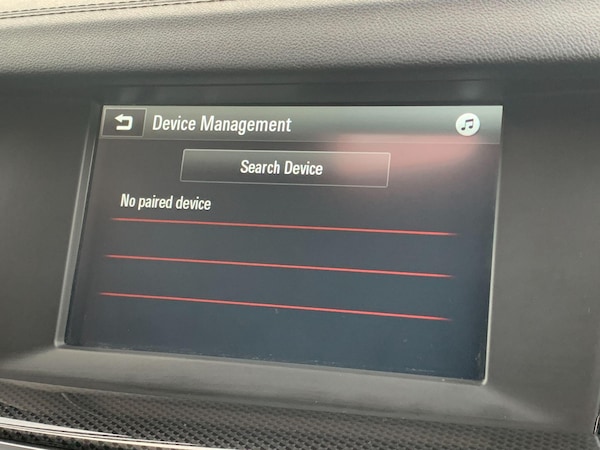 Device Management
Search Device
No paired device